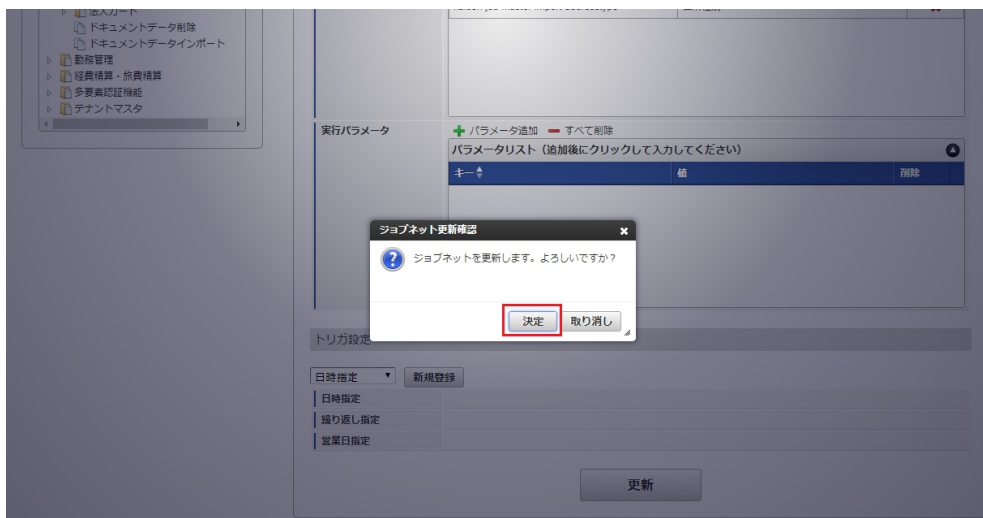 法人カード
ドキュメントデータ削除
ドキュメントデータインポート
勤務管理
経費積算・旅費積算
多要素認証機能
テナントマスタ
実行パラメータ
パラメータ追加 すべて削除
パラメータリスト（追加後にクリックして入力してください）
キー 値 削除
ジョブネット更新確認
ジョブネットを更新します。よろしいですか？
決定 取り消し
トリガ設定
日時指定 新規登録
日時指定
繰り返し指定
営業日指定
更新